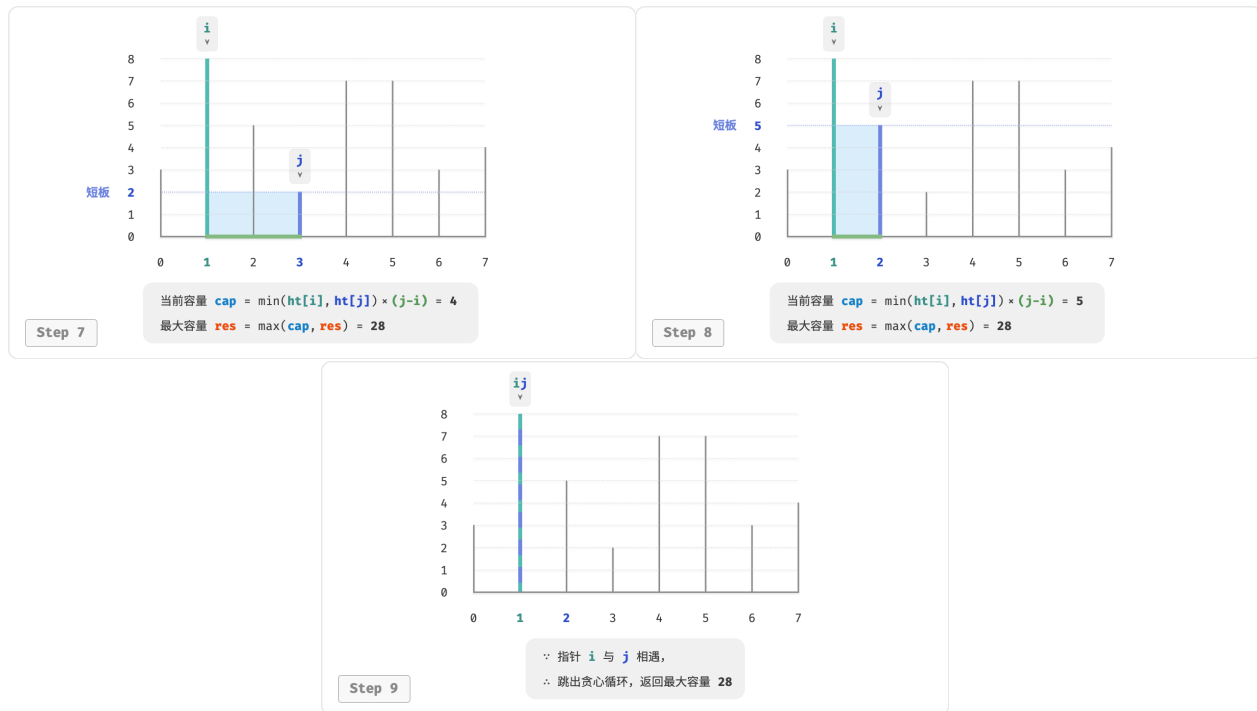 i
8
7
6
5
4
j
3
短板 2
1
0
0 1 2 3 4 5 6 7
当前容量 cap = min(ht[i], ht[j]) × (j-i) = 4
最大容量 res = max(cap, res) = 28
Step 7
i
8
7
j
6
短板 5
4
3
2
1
0
0 1 2 3 4 5 6 7
当前容量 cap = min(ht[i], ht[j]) × (j-i) = 5
最大容量 res = max(cap, res) = 28
Step 8
ij
8
7
6
5
4
3
2
1
0
0 1 2 3 4 5 6 7
∵ 指针 i 与 j 相遇，
∴ 跳出贪心循环，返回最大容量 28
Step 9